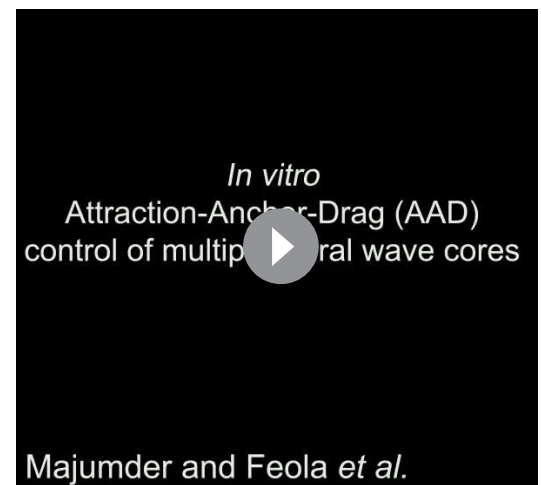 In vitro
Attraction-Anchor-Drag (AAD)
control of wave cores
Majumder and Feola et al.